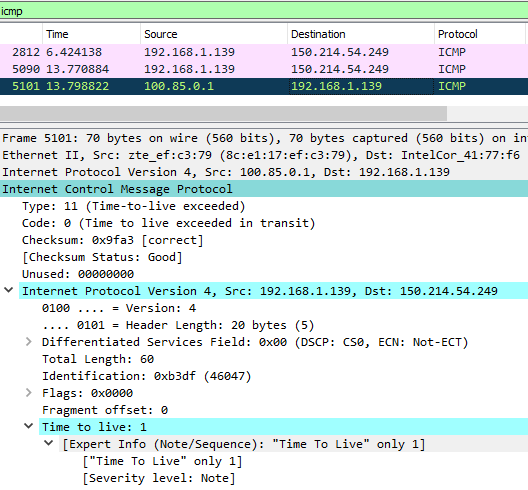 icmp
Time Source Destination Protocol
2812 6.424138 192.168.1.139 150.214.54.249 ICMP
5090 13.770884 192.168.1.139 150.214.54.249 ICMP
5101 13.798822 100.85.0.1 192.168.1.139 ICMP
Frame 5101: 70 bytes on wire (560 bits), 70 bytes captured (560 bits) on int
Ethernet II, Src: zte_ef:c3:79 (8c:e1:17:ef:c3:79), Dst: IntelCor_41:77:f6
Internet Protocol Version 4, Src: 100.85.0.1, Dst: 192.168.1.139
Internet Control Message Protocol
Type: 11 (Time-to-live exceeded)
Code: 0 (Time to live exceeded in transit)
Checksum: 0x9fa3 [correct]
[Checksum Status: Good]
Unused: 00000000
Internet Protocol Version 4, Src: 192.168.1.139, Dst: 150.214.54.249
0100 .... = Version: 4
.... 0101 = Header Length: 20 bytes (5)
Differentiated Services Field: 0x00 (DSCP: CS0, ECN: Not-ECT)
Total Length: 60
Identification: 0xb3df (46047)
Flags: 0x0000
Fragment offset: 0
Time to live: 1
[Expert Info (Note/Sequence): "Time To Live" only 1]
["Time To Live" only 1]
[Severity level: Note]